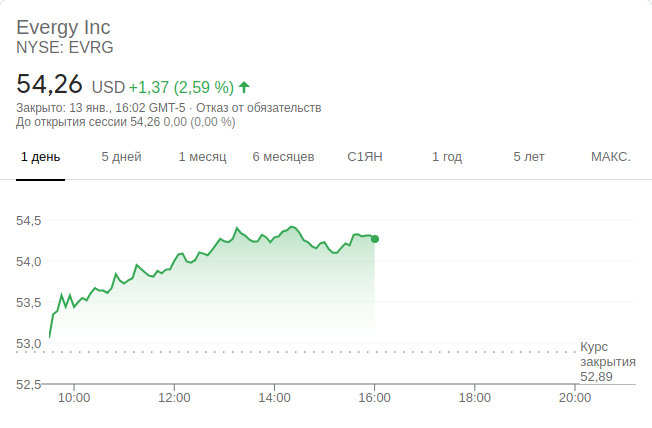 Evergy Inc
NYSE: EVRG
54,26 USD +1,37 (2,59 %)
Закрыто: 13 янв., 16:02 GMT-5 · Отказ от обязательств
До открытия сессии 54,26 0,00 (0,00 %)
1 день 5 дней 1 месяц 6 месяцев С1ЯН 1 год 5 лет МАКС.
54,5
54,0
53,5
53,0
Курс
закрытия
52,89
52,5
10:00 12:00 14:00 16:00 18:00 20:00